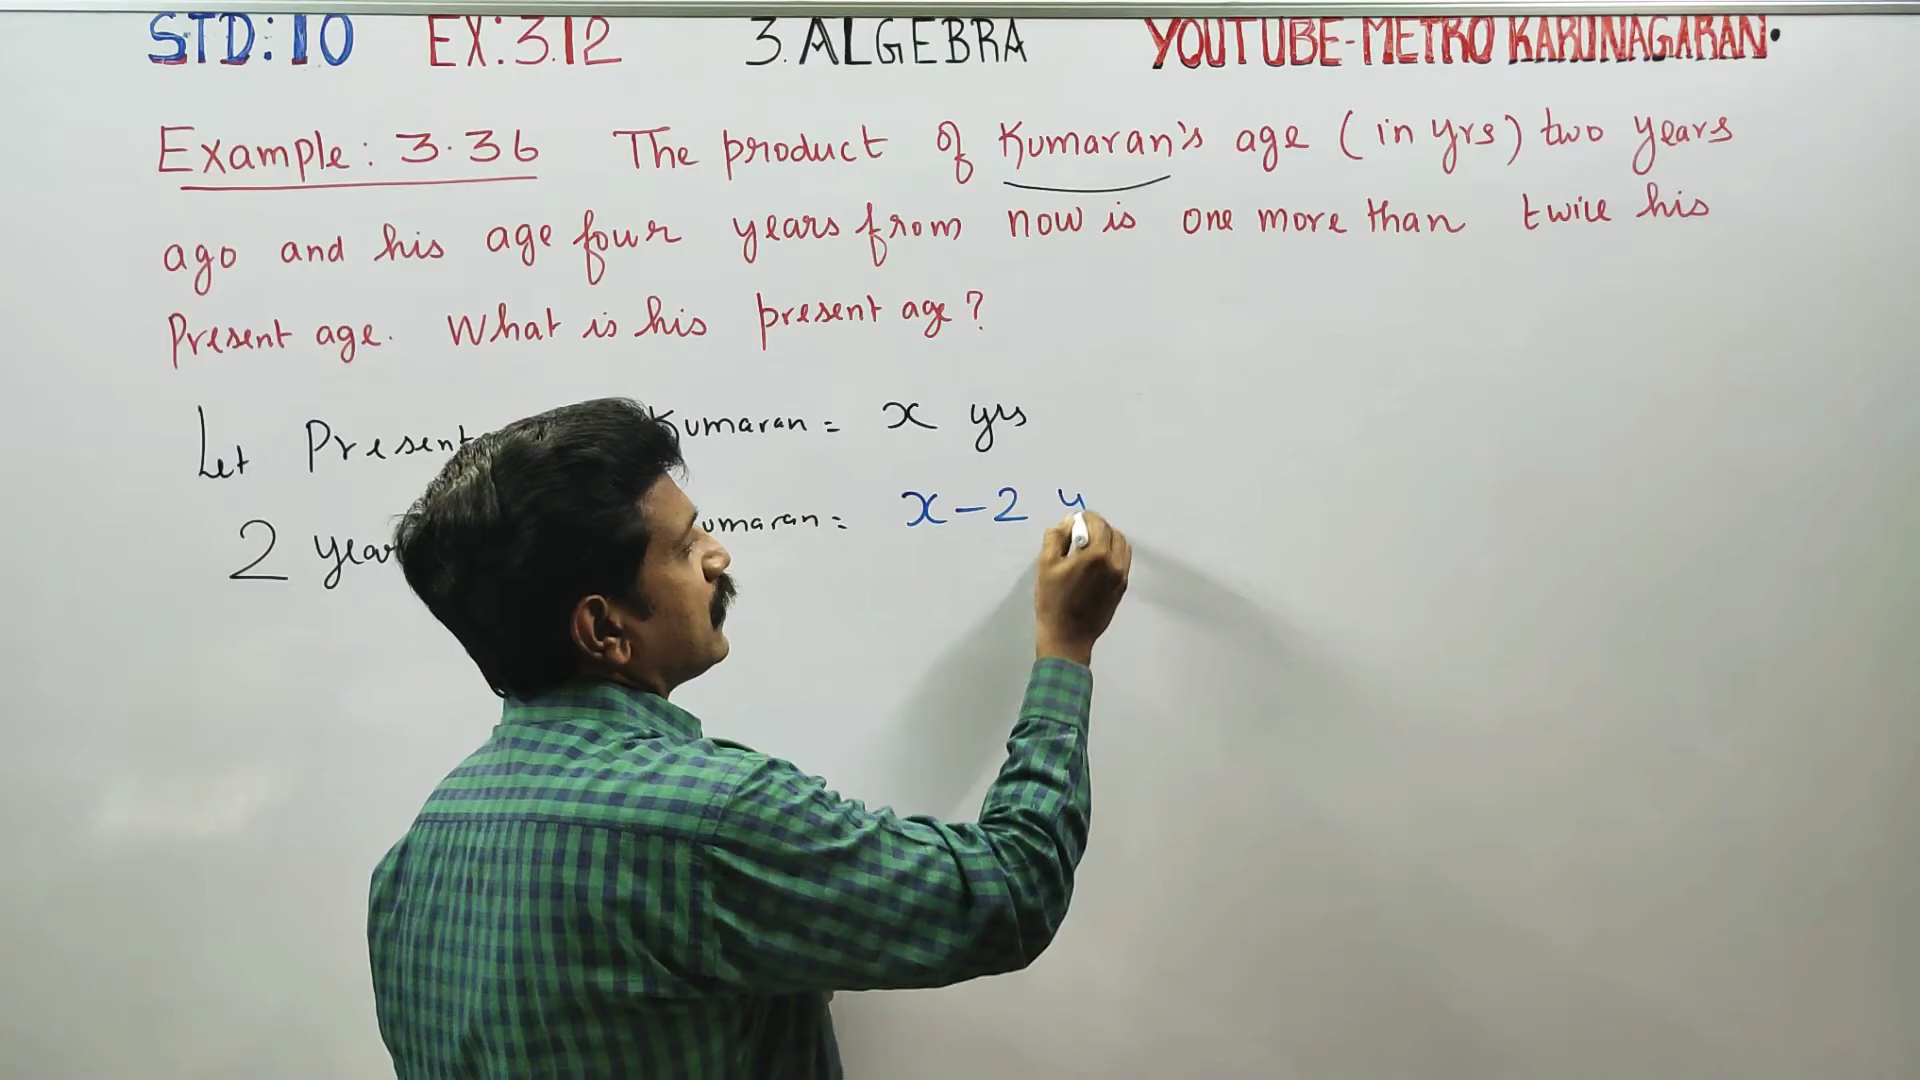 STD:10 EX:3.12 3.ALGEBRA YOUTUBE-METRO KARUNAGARAN.
Example: 3.36 The product of Kumaran's age (in yrs) two years
ago and his age four years from now is one more than twice his
Present age. What is his present age?
Let Present Kumaran = x yrs
2 year umaran = x-2 y